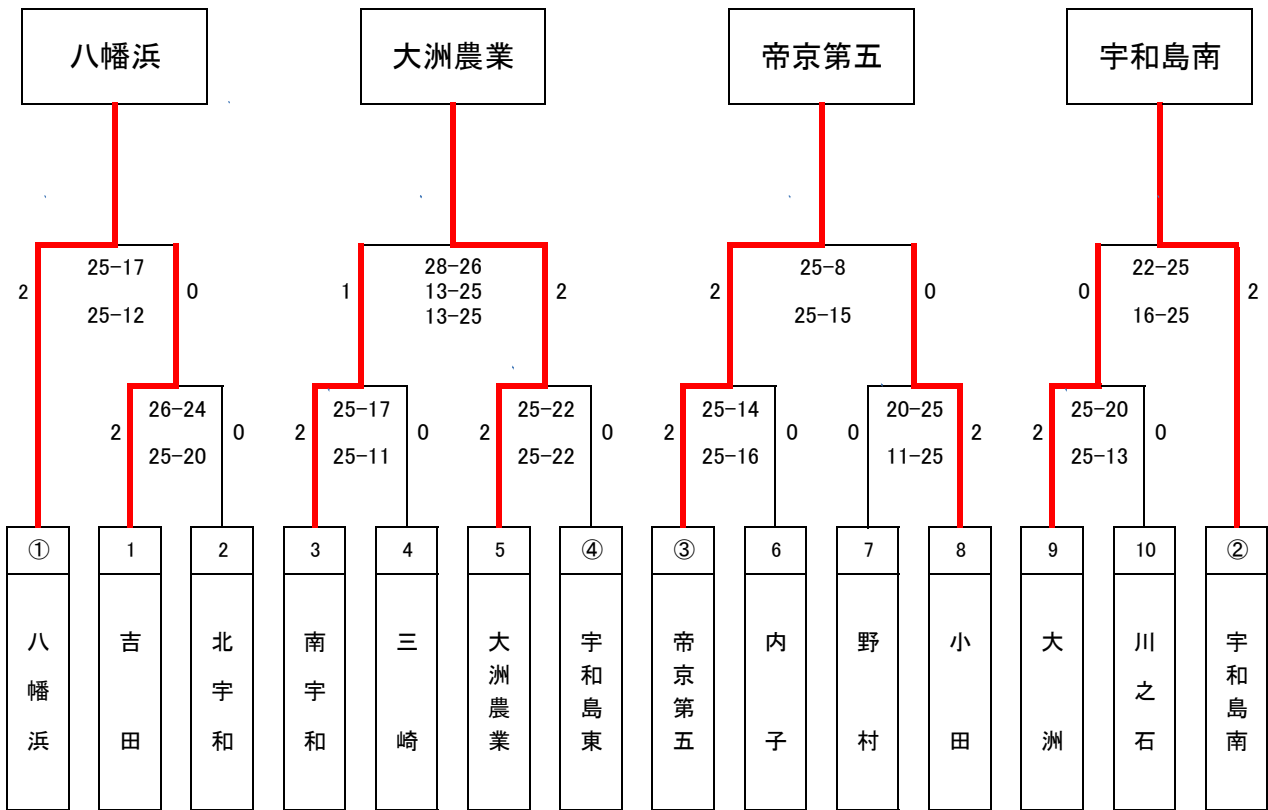 八幡浜 大洲農業 帝京第五 宇和島南
25-17 28-26 25-8 22-25
2 0 1 13-25 2 2 0 0 2
25-12 13-25 25-15 16-25
26-24 25-17 25-22 25-14 20-25 25-20
2 0 2 0 2 0 2 0 0 2 2 0
25-20 25-11 25-22 25-16 11-25 25-13
① 1 2 3 4 5 ④ ③ 6 7 8 9 10 ②
八幡浜
吉田
北宇和
南宇和
三崎
大洲農業
宇和島東
帝京第五
内子
野村
小田
大洲
川之石
宇和島南